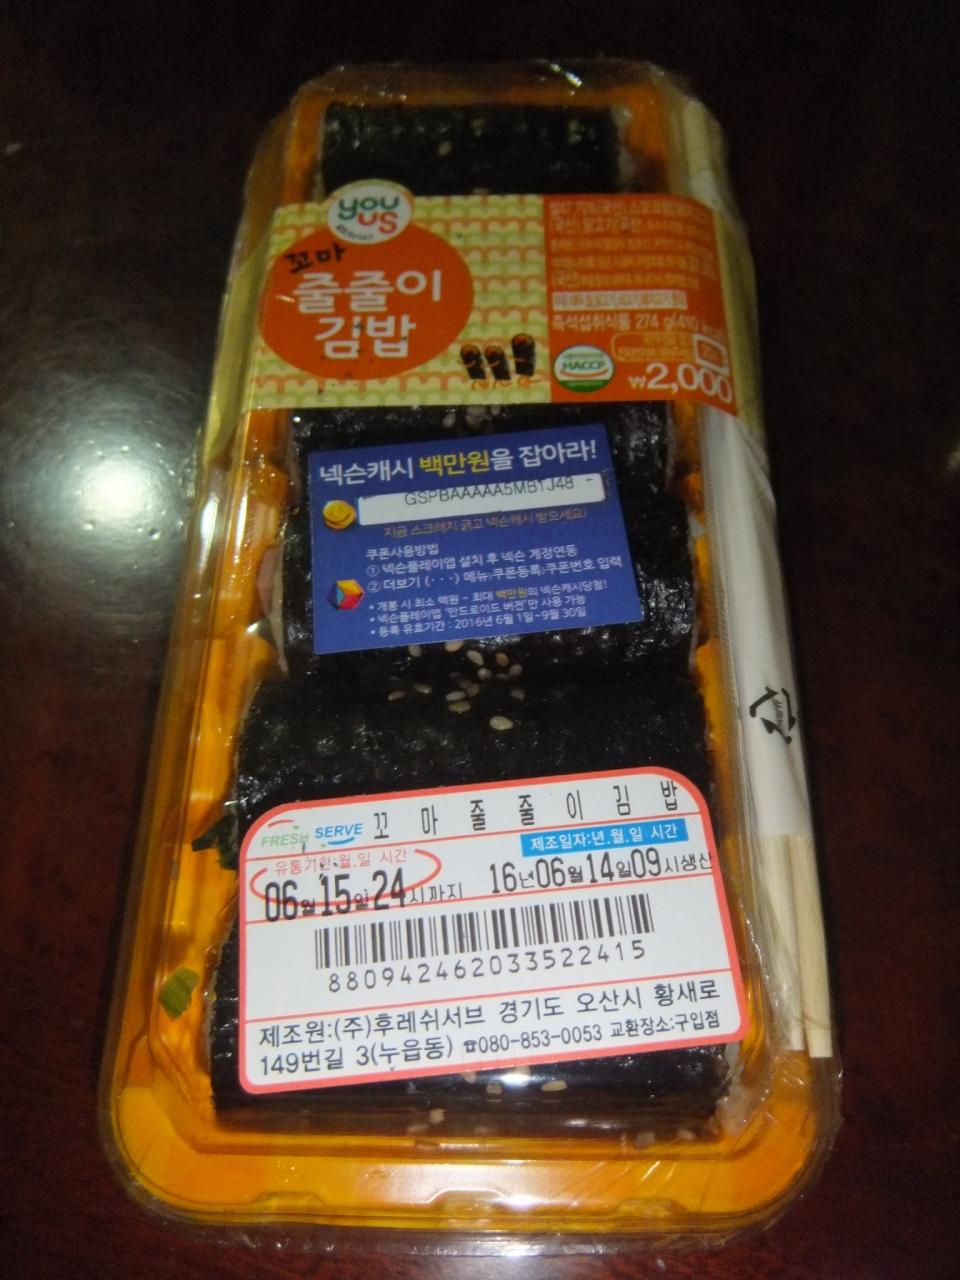 you
us
꼬마
줄줄이
김밥
즉석섭취식품 274 g(410 kcal)
HACCP
₩2,000
넥슨캐시 백만원을 잡아라!
GSPBAAAAA5MB1J48
지금 스크래치 긁고 넥슨캐시 받으세요!
쿠폰사용방법
① 넥슨플레이앱 설치 후 넥슨 계정연동
② 더보기 (···) 메뉴>쿠폰등록>쿠폰번호 입력
• 개봉 시 최소 백원 ~ 최대 백만원의 넥슨캐시당첨!
• 넥슨플레이앱 '안드로이드 버전'만 사용 가능
• 등록 유효기간 : 2016년 6월 1일~9월 30일
FRESH SERVE 꼬마줄줄이김밥
유통기한:월.일 시간 제조일자:년.월.일 시간
06월15일24시까지 16년06월14일09시생산
880942462033522415
제조원:(주)후레쉬서브 경기도 오산시 황새로
149번길 3(누읍동) ☎080-853-0053 교환장소:구입점